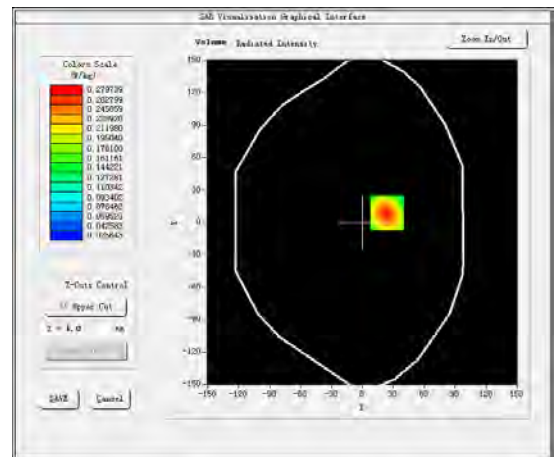 SAR Visualisation Graphical Interface
Volume Radiated Intensity
Zoom In/Out
Colors Scale
(W/kg)
0.279739
0.262799
0.245859
0.228920
0.211980
0.195040
0.178100
0.161161
0.144221
0.127281
0.110342
0.093402
0.076462
0.059523
0.042583
0.025643
150
120
90
60
30
0
-30
-60
-90
-120
-150
Y
-150 -120 -90 -60 -30 0 30 60 90 120 150
X
Z-Cuts Control
Upper Cut
SAVE Cancel